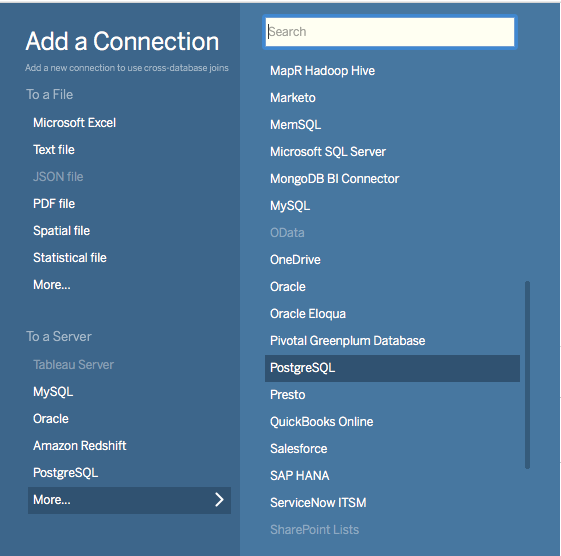 Add a Connection
Add a new connection to use cross-database joins
To a File
Microsoft Excel
Text file
JSON file
PDF file
Spatial file
Statistical file
More...
To a Server
Tableau Server
MySQL
Oracle
Amazon Redshift
PostgreSQL
More...
Search
MapR Hadoop Hive
Marketo
MemSQL
Microsoft SQL Server
MongoDB BI Connector
MySQL
OData
OneDrive
Oracle
Oracle Eloqua
Pivotal Greenplum Database
PostgreSQL
Presto
QuickBooks Online
Salesforce
SAP HANA
ServiceNow ITSM
SharePoint Lists